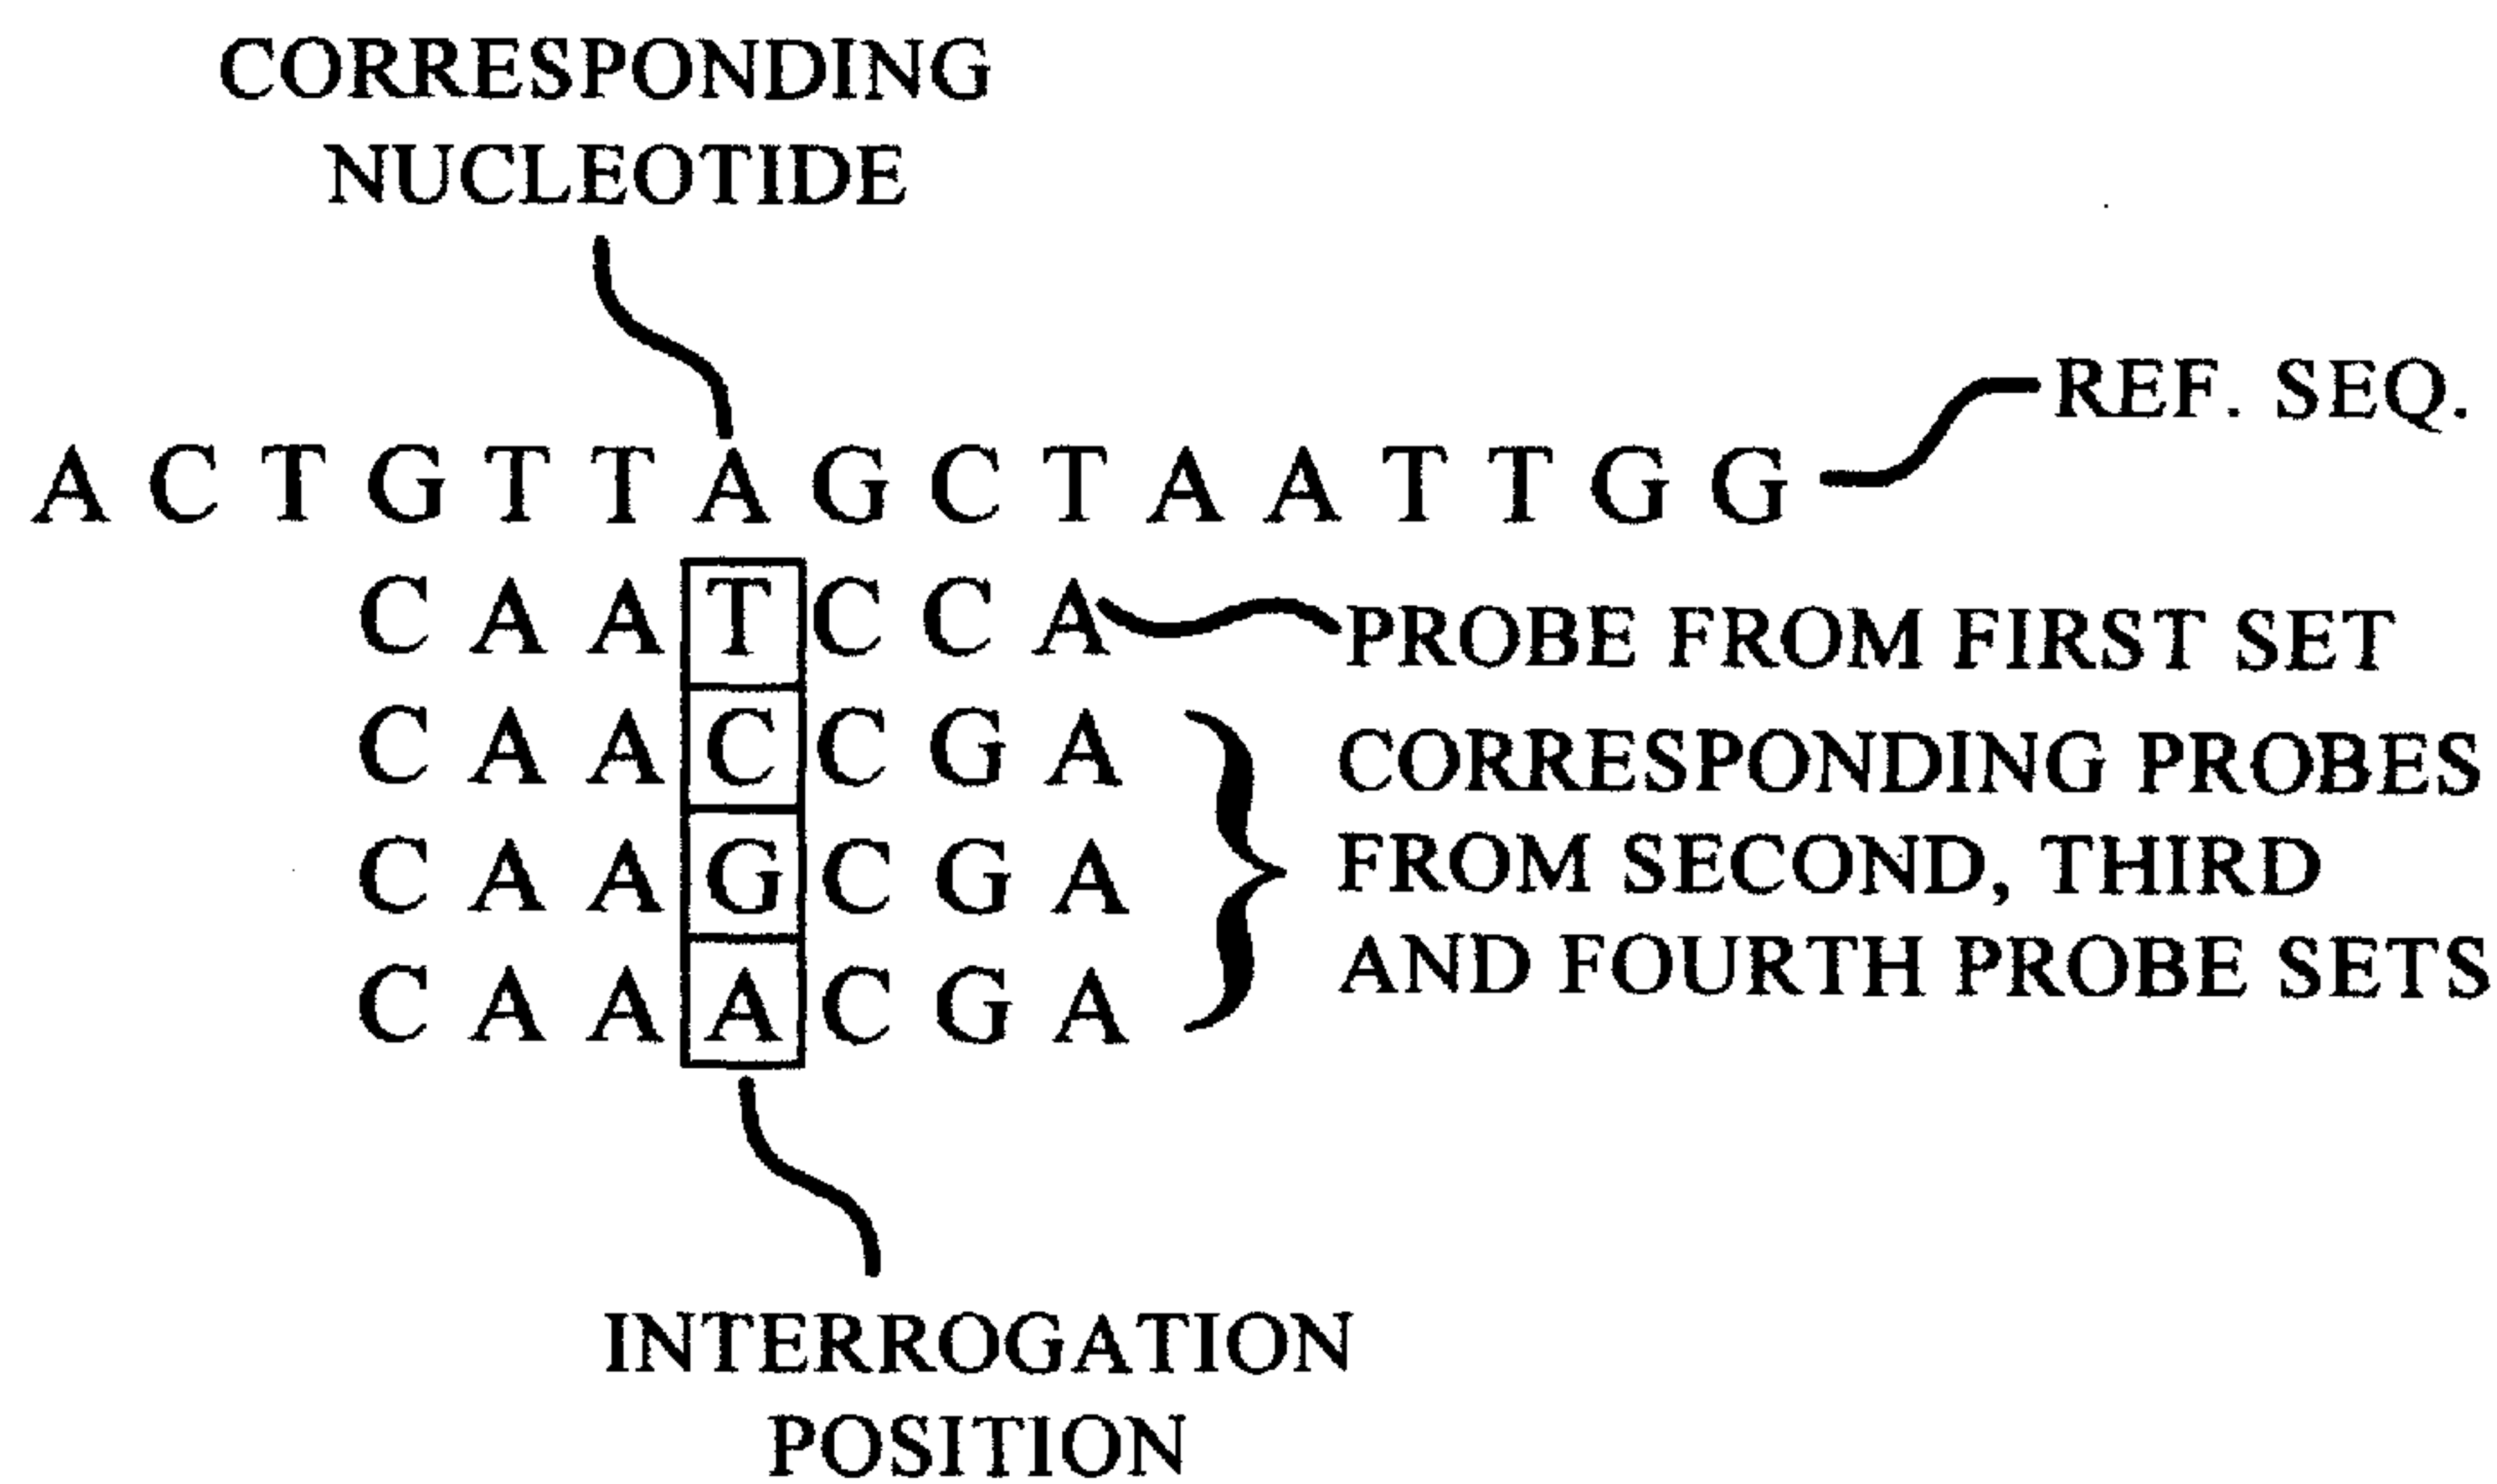 CORRESPONDING
NUCLEOTIDE
REF. SEQ.
A C T G T T A G C T A A T T G G
C A A T C C A PROBE FROM FIRST SET
C A A C C G A CORRESPONDING PROBES
C A A G C G A FROM SECOND, THIRD
C A A A C G A AND FOURTH PROBE SETS
INTERROGATION
POSITION